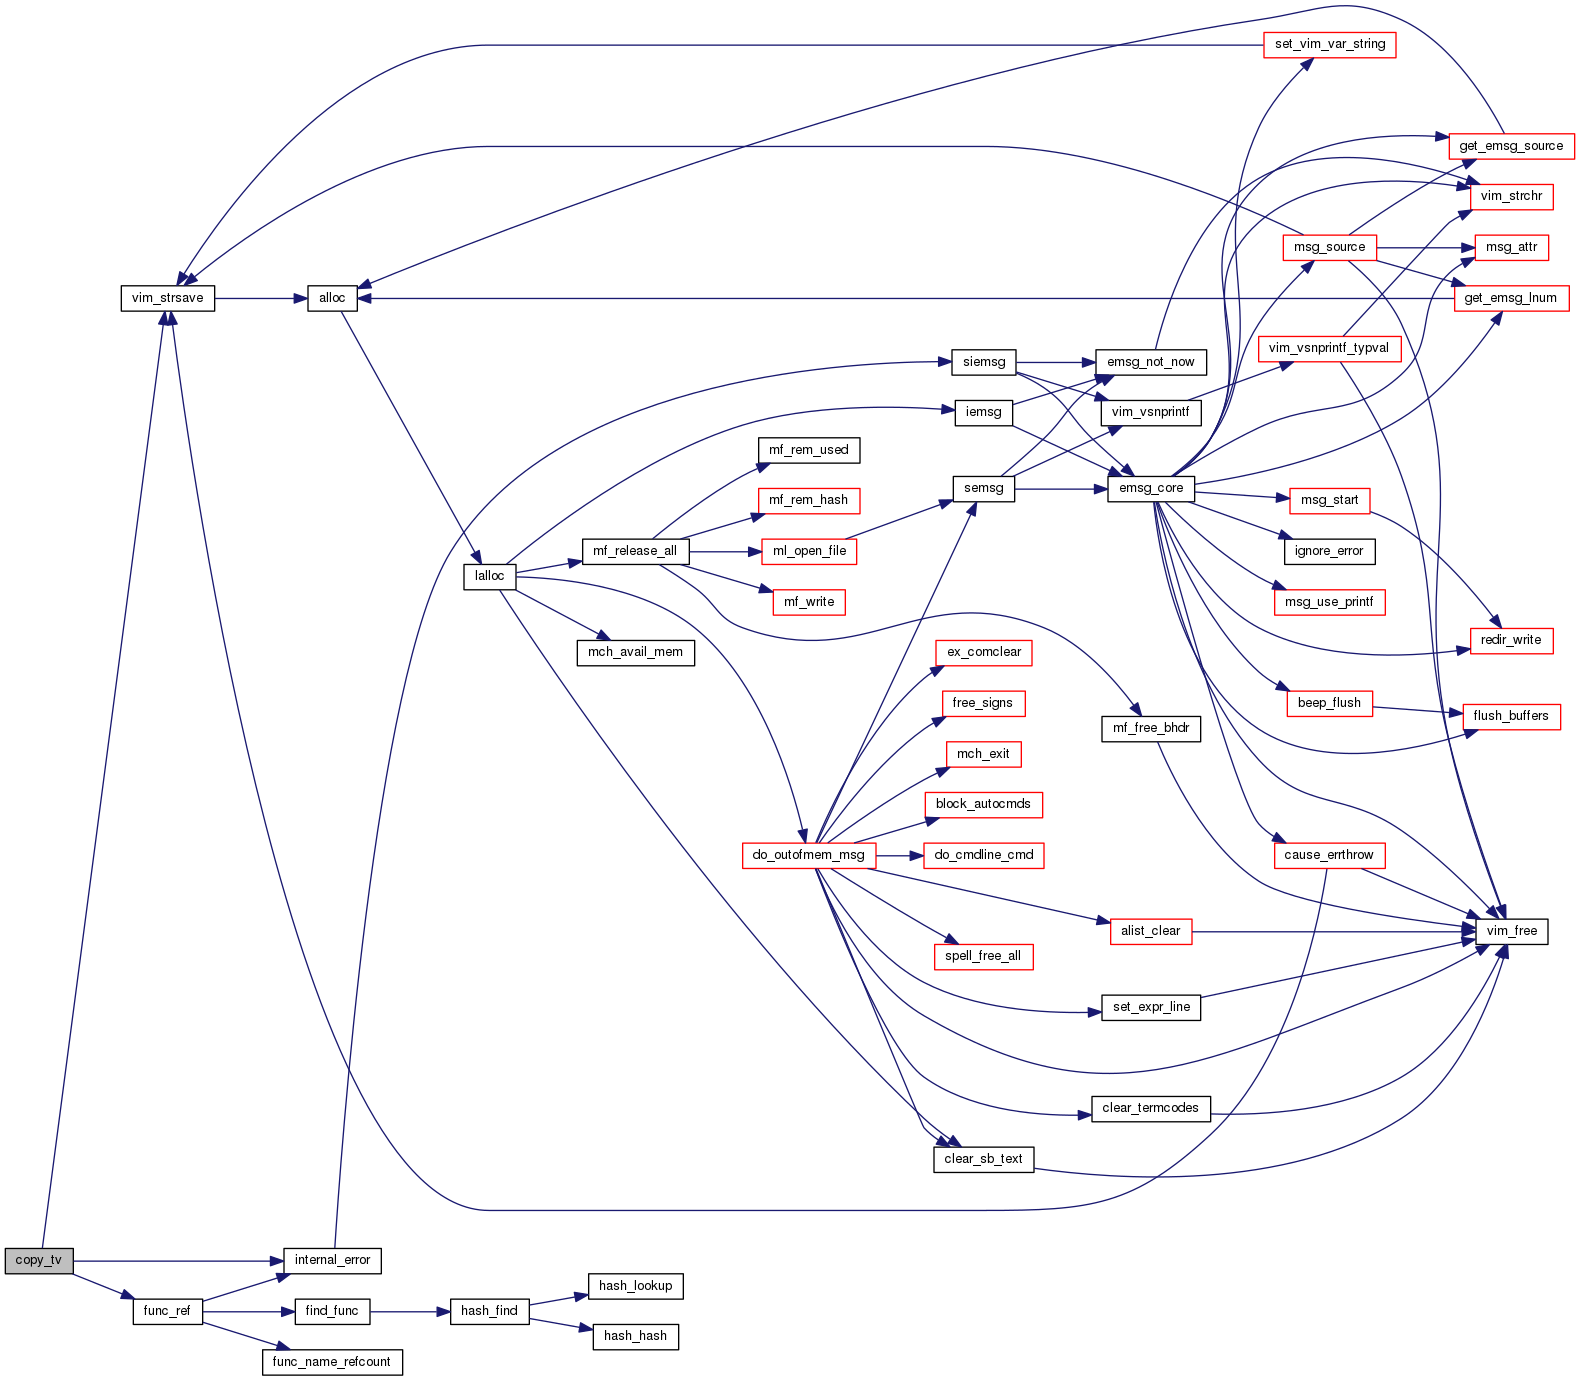 set_vim_var_string
get_emsg_source
vim_strchr
msg_source
msg_attr
vim_strsave
alloc
get_emsg_lnum
vim_vsnprintf_typval
siemsg
emsg_not_now
iemsg
vim_vsnprintf
mf_rem_used
semsg
emsg_core
mf_rem_hash
msg_start
mf_release_all
ml_open_file
ignore_error
lalloc
mf_write
msg_use_printf
mch_avail_mem
ex_comclear
redir_write
free_signs
beep_flush
mf_free_bhdr
flush_buffers
mch_exit
block_autocmds
do_outofmem_msg
do_cmdline_cmd
cause_errthrow
alist_clear
vim_free
spell_free_all
set_expr_line
clear_termcodes
clear_sb_text
copy_tv
internal_error
hash_lookup
func_ref
find_func
hash_find
hash_hash
func_name_refcount